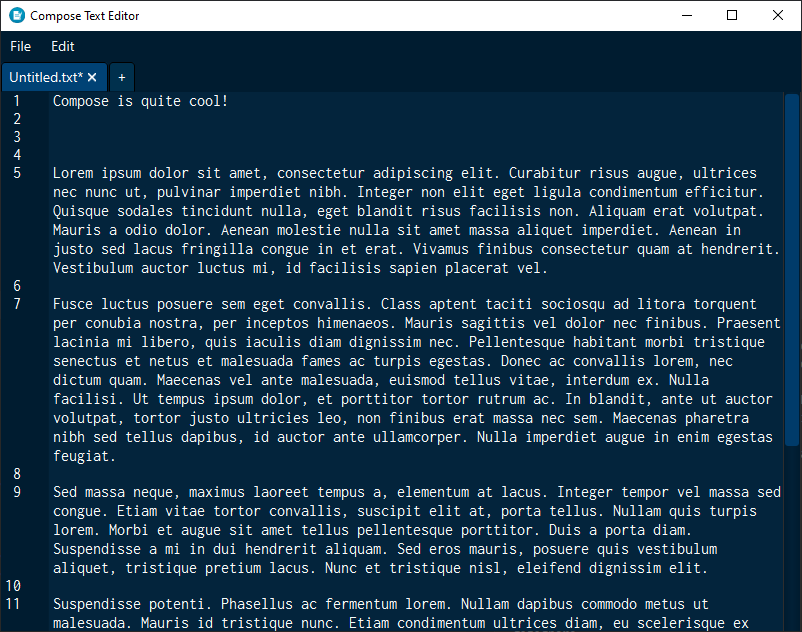 Compose Text Editor
File Edit
Untitled.txt* × +
1 Compose is quite cool!
2
3
4
5 Lorem ipsum dolor sit amet, consectetur adipiscing elit. Curabitur risus augue, ultrices
nec nunc ut, pulvinar imperdiet nibh. Integer non elit eget ligula condimentum efficitur.
Quisque sodales tincidunt nulla, eget blandit risus facilisis non. Aliquam erat volutpat.
Mauris a odio dolor. Aenean molestie nulla sit amet massa aliquet imperdiet. Aenean in
justo sed lacus fringilla congue in et erat. Vivamus finibus consectetur quam at hendrerit.
Vestibulum auctor luctus mi, id facilisis sapien placerat vel.
6
7 Fusce luctus posuere sem eget convallis. Class aptent taciti sociosqu ad litora torquent
per conubia nostra, per inceptos himenaeos. Mauris sagittis vel dolor nec finibus. Praesent
lacinia mi libero, quis iaculis diam dignissim nec. Pellentesque habitant morbi tristique
senectus et netus et malesuada fames ac turpis egestas. Donec ac convallis lorem, nec
dictum quam. Maecenas vel ante malesuada, euismod tellus vitae, interdum ex. Nulla
facilisi. Ut tempus ipsum dolor, et porttitor tortor rutrum ac. In blandit, ante ut auctor
volutpat, tortor justo ultricies leo, non finibus erat massa nec sem. Maecenas pharetra
nibh sed tellus dapibus, id auctor ante ullamcorper. Nulla imperdiet augue in enim egestas
feugiat.
8
9 Sed massa neque, maximus laoreet tempus a, elementum at lacus. Integer tempor vel massa sed
congue. Etiam vitae tortor convallis, suscipit elit at, porta tellus. Nullam quis turpis
lorem. Morbi et augue sit amet tellus pellentesque porttitor. Duis a porta diam.
Suspendisse a mi in dui hendrerit aliquam. Sed eros mauris, posuere quis vestibulum
aliquet, tristique pretium lacus. Nunc et tristique nisl, eleifend dignissim elit.
10
11 Suspendisse potenti. Phasellus ac fermentum lorem. Nullam dapibus commodo metus ut
malesuada. Mauris id tristique nunc. Etiam condimentum ultrices diam, eu scelerisque ex